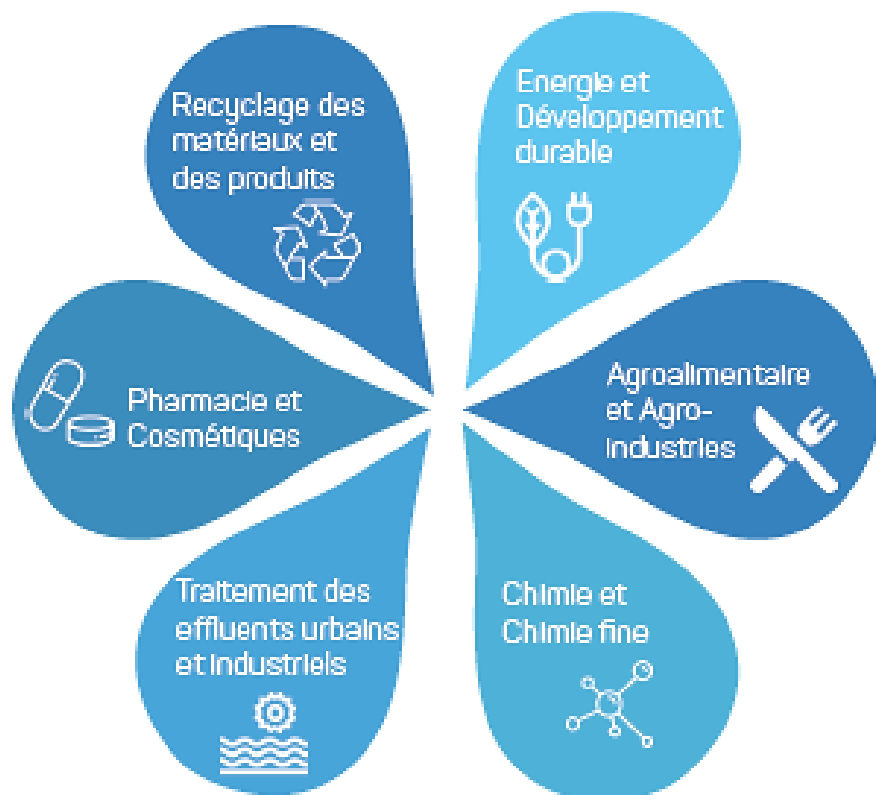 Recyclage des
matériaux et
des produits
Energie et
Développement
durable
Pharmacie et
Cosmétiques
Agroalimentaire
et Agro-
industries
Traitement des
effluents urbains
et industriels
Chimie et
Chimie fine